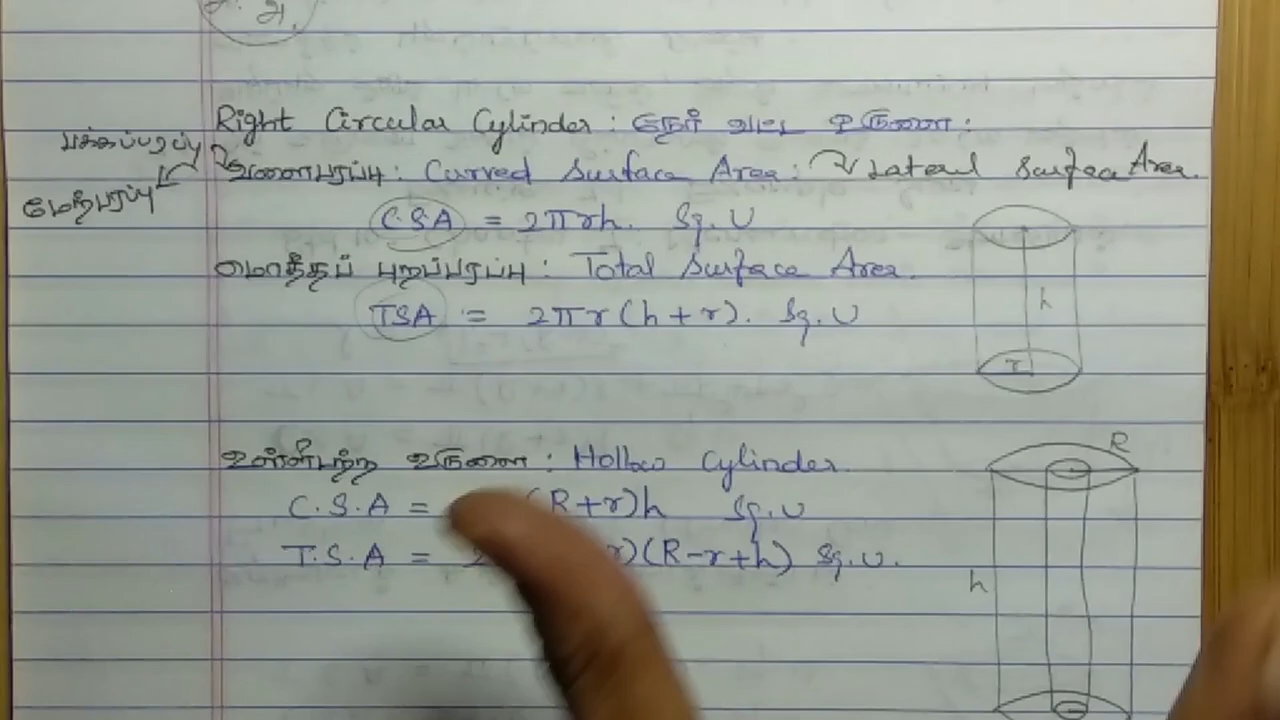 Right Circular Cylinder : நேர் வட்ட உருளை :
பக்கப்பரப்பு
வளைபரப்பு : Curved Surface Area : Lateral Surface Area.
மேற்பரப்பு
C.S.A = 2πrh. Sq. U
மொத்தப் புறப்பரப்பு : Total Surface Area.
TSA = 2πr(h+r). Sq. U
h
r
உள்ளீடற்ற உருளை : Hollow Cylinder.
R
C.S.A = (R+r)h Sq. U
T.S.A = 2 r)(R-r+h) Sq. U.
h